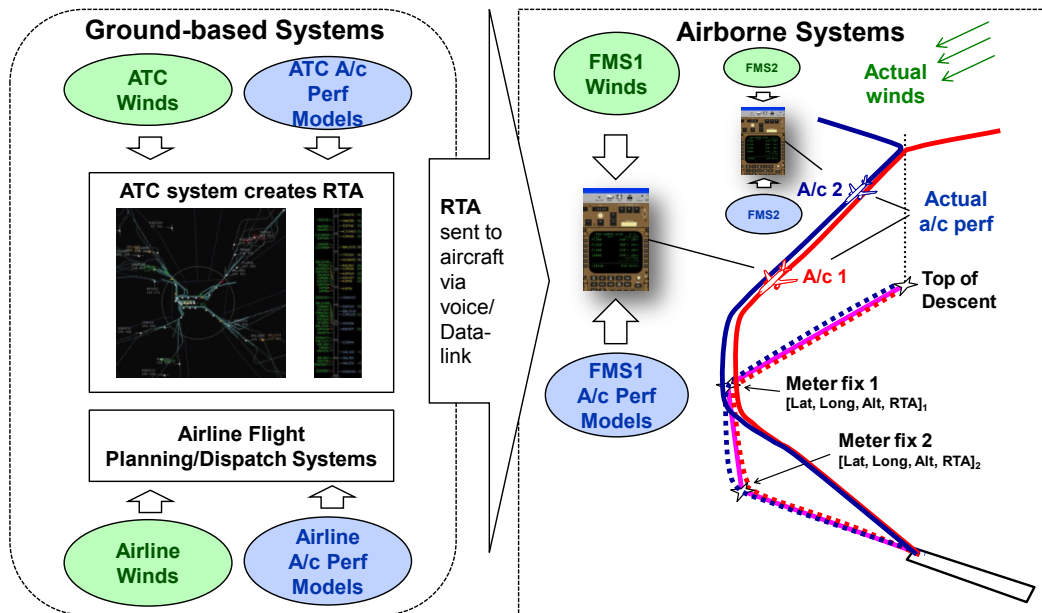 Ground-based Systems
ATC
Winds
ATC A/c
Perf
Models
ATC system creates RTA
Airline Flight
Planning/Dispatch Systems
Airline
Winds
Airline
A/c Perf
Models
RTA
sent to
aircraft
via
voice/
Data-
link
Airborne Systems
FMS1
Winds
FMS2
Actual
winds
A/c 2
FMS2
Actual
a/c perf
A/c 1
Top of
Descent
FMS1
A/c Perf
Models
Meter fix 1
[Lat, Long, Alt, RTA]₁
Meter fix 2
[Lat, Long, Alt, RTA]₂